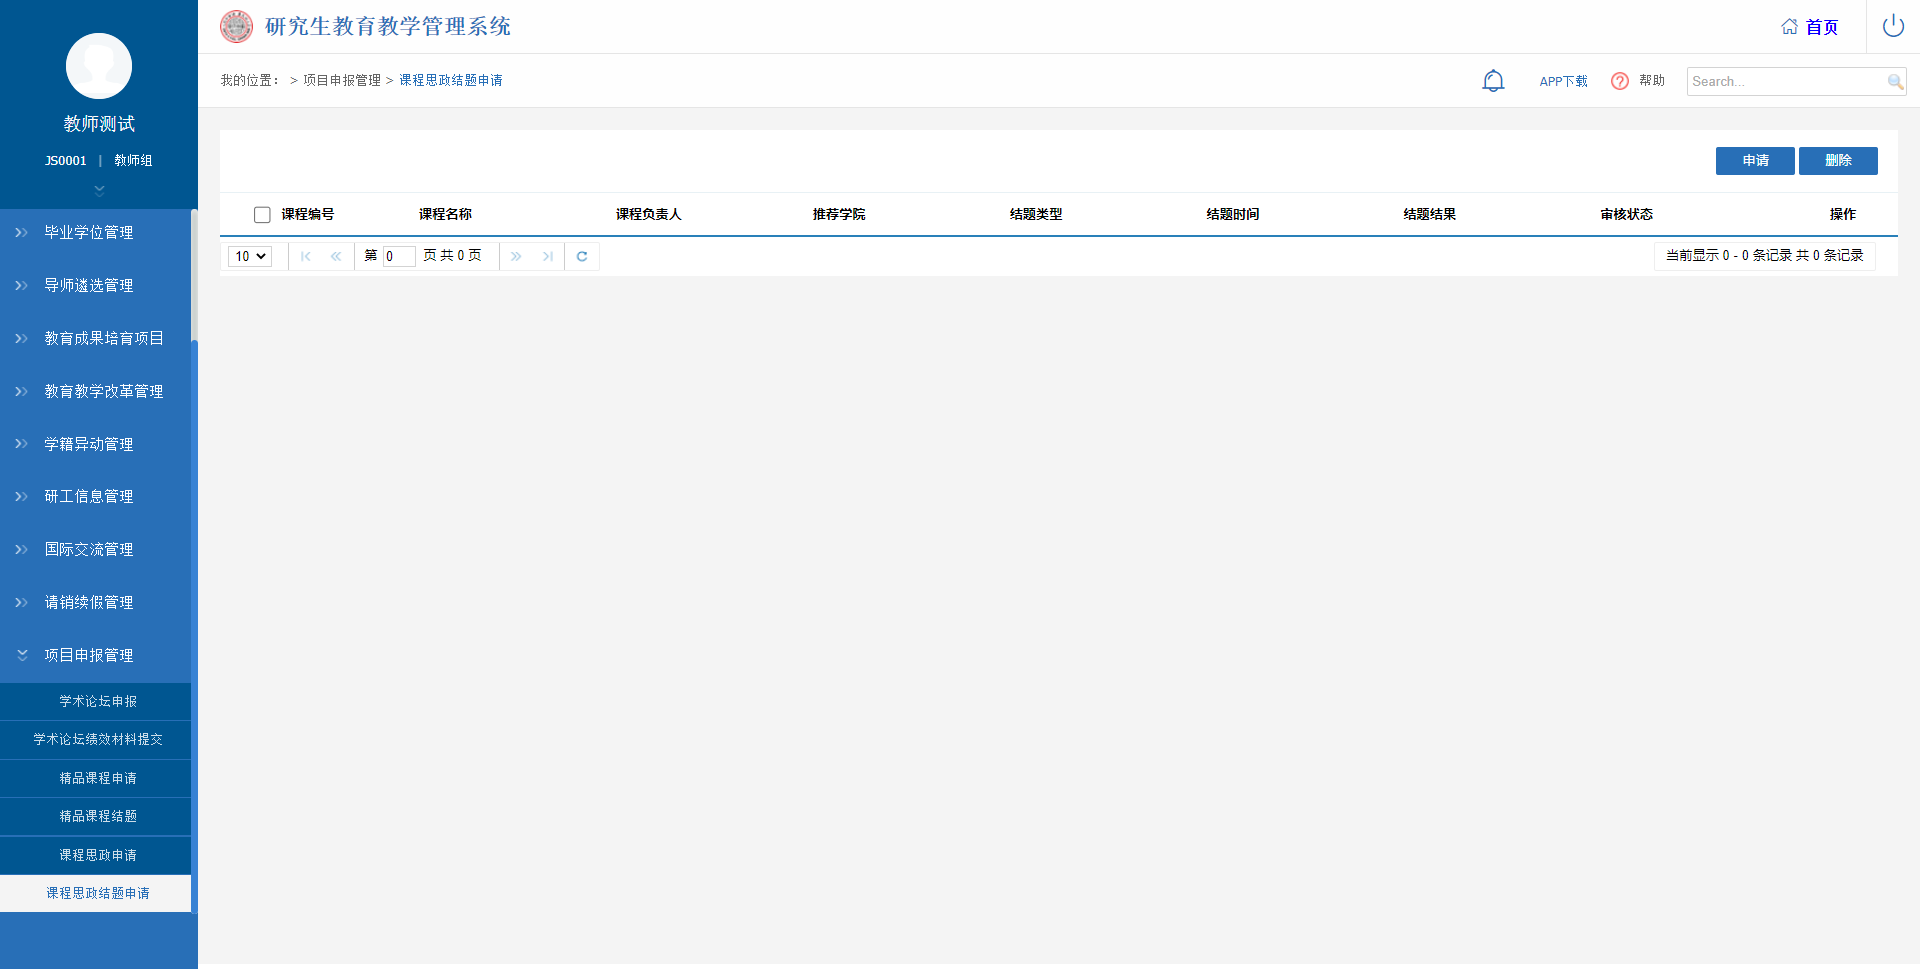 研究生教育教学管理系统
首页
教师测试
JS0001 | 教师组
我的位置： > 项目申报管理 > 课程思政结题申请
APP下载
帮助
Search...
申请
删除
课程编号 课程名称 课程负责人 推荐学院 结题类型 结题时间 结题结果 审核状态 操作
10 第 0 页 共 0 页
当前显示 0 - 0 条记录 共 0 条记录
毕业学位管理
导师遴选管理
教育成果培育项目
教育教学改革管理
学籍异动管理
研工信息管理
国际交流管理
请销续假管理
项目申报管理
学术论坛申报
学术论坛绩效材料提交
精品课程申请
精品课程结题
课程思政申请
课程思政结题申请